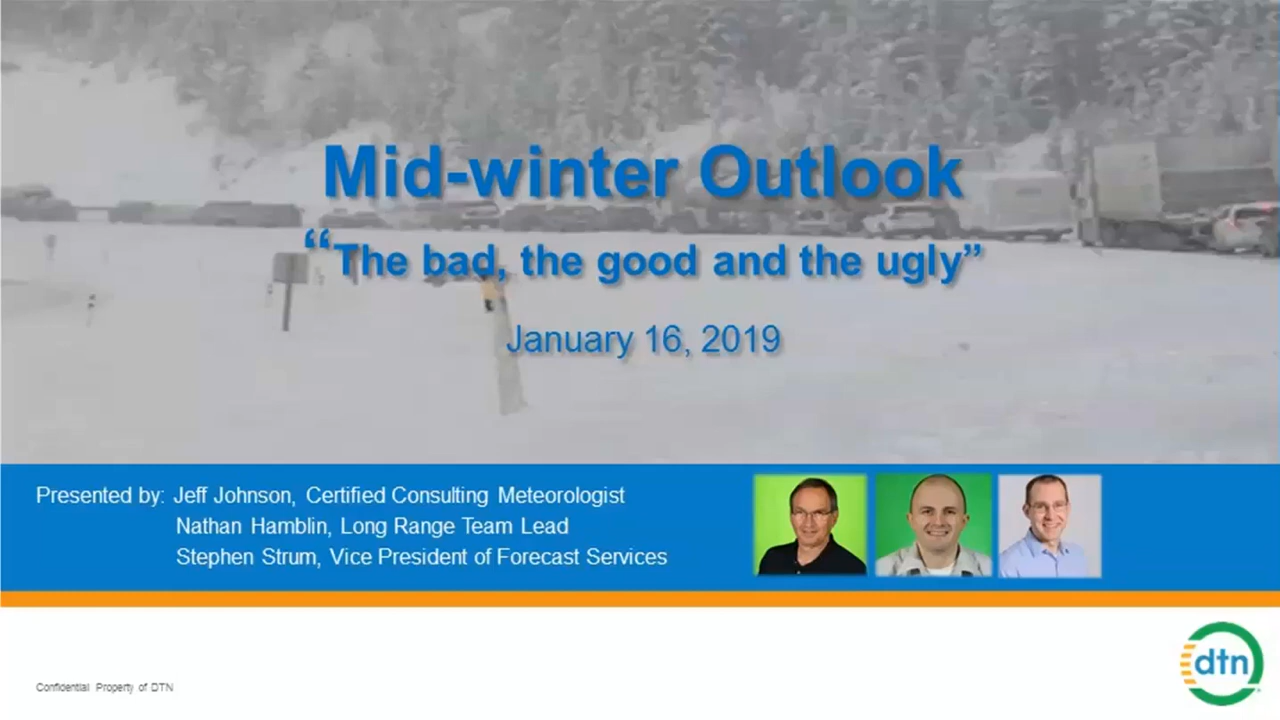 Mid-winter Outlook
“The bad, the good and the ugly”
January 16, 2019
Presented by: Jeff Johnson, Certified Consulting Meteorologist
Nathan Hamblin, Long Range Team Lead
Stephen Strum, Vice President of Forecast Services
dtn
Confidential Property of DTN